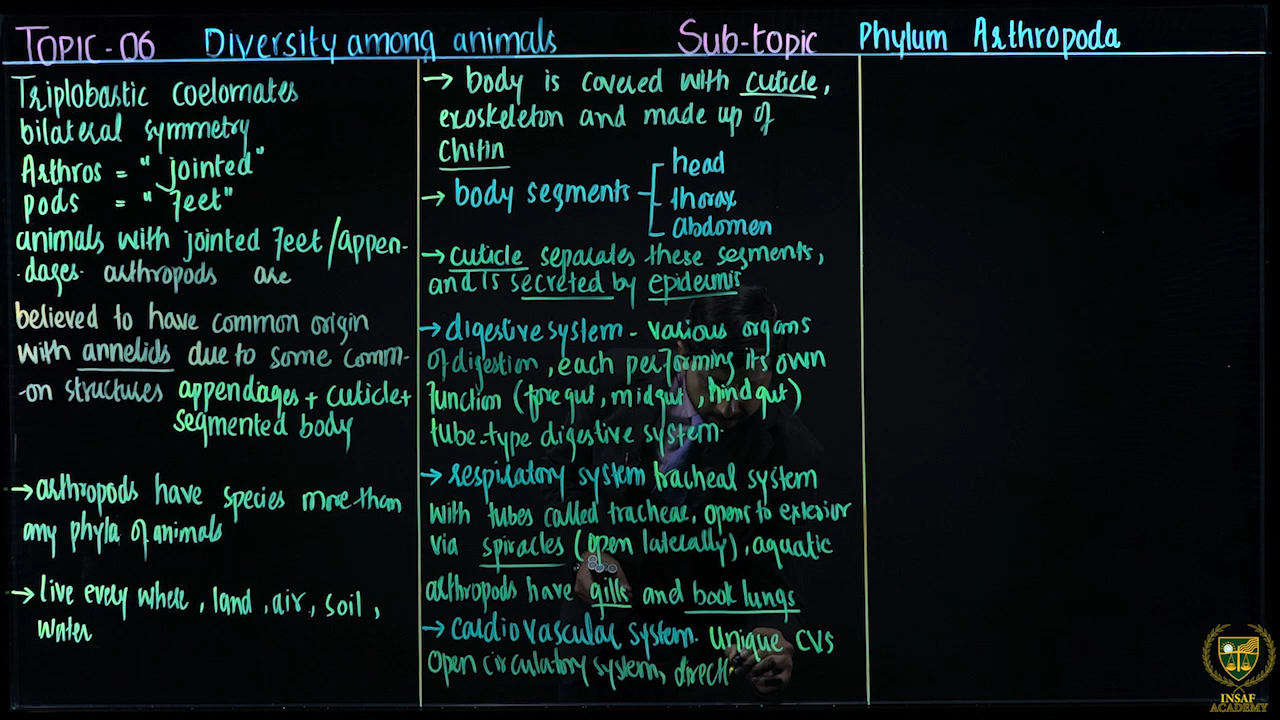 TOPIC-06 Diversity among animals Sub-topic Phylum Arthropoda
Triplobastic coelomates
bilateral symmetry
Arthros = "jointed"
pods = "feet"
animals with jointed feet/appen-
-dages. arthropods are
believed to have common origin
with annelids due to some comm-
-on structures appendages + cuticle+
segmented body
→ arthropods have species more than
any phyla of animals
→ live every where, land, air, soil,
water
→ body is covered with cuticle,
exoskeleton and made up of
chitin
→ body segments
head
thorax
abdomen
→ cuticle separates these segments,
and is secreted by epidermis
→ digestive system - various organs
of digestion, each performing its own
function (foregut, midgut, hindgut)
tube-type digestive system.
→ respiratory system tracheal system
with tubes called tracheae, opens to exterior
via spiracles (open laterally), aquatic
arthropods have gills and book lungs
→ cardiovascular system. Unique CVS
Open circulatory system, direct
INSAF
ACADEMY